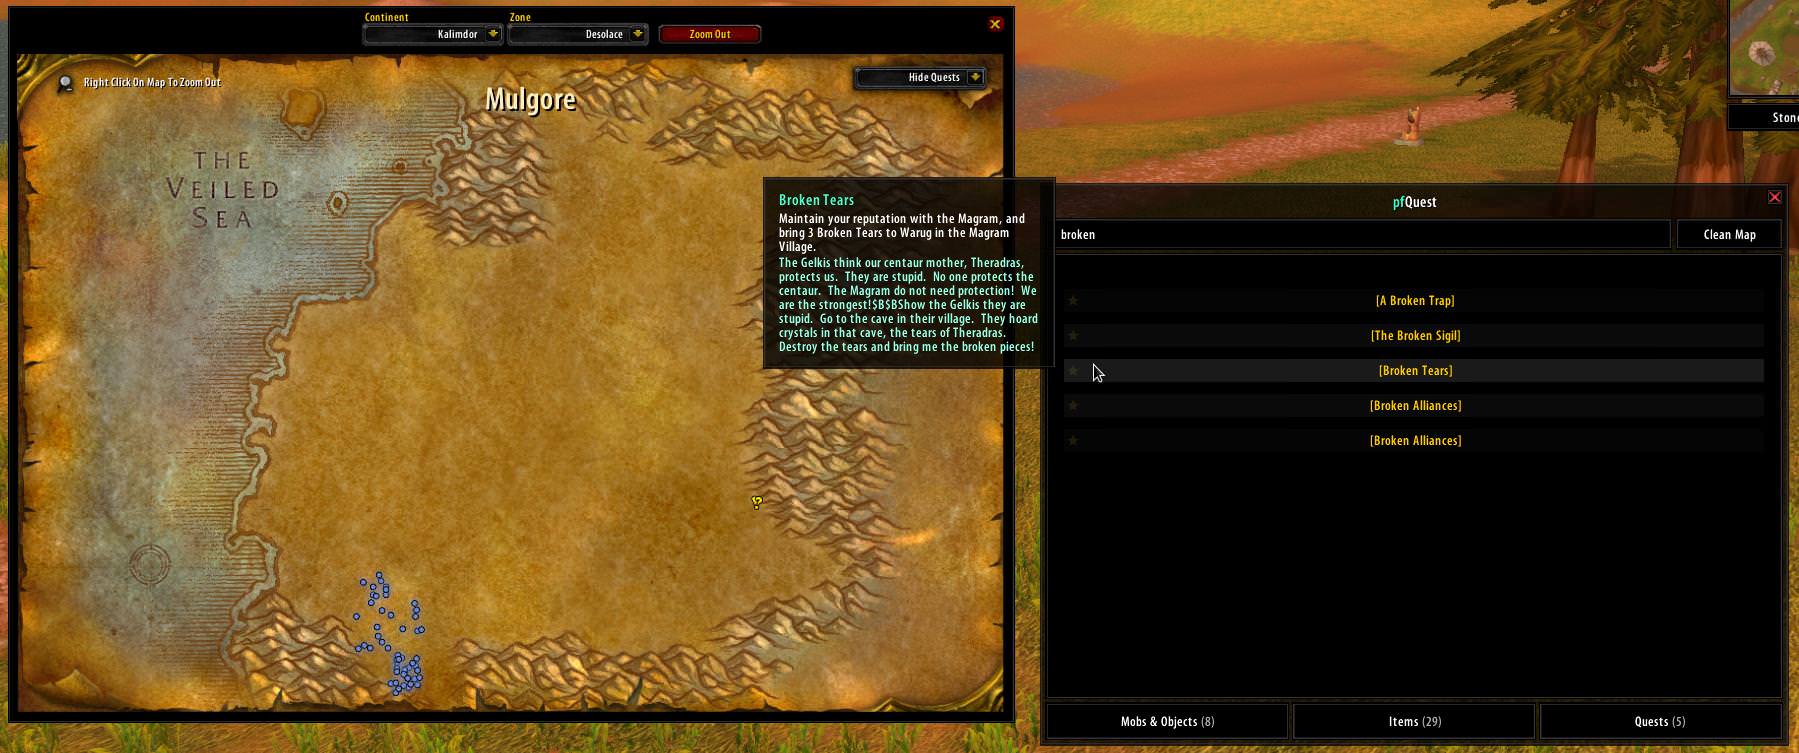 Continent
Zone
Kalimdor
Desolace
Zoom Out
Right Click On Map To Zoom Out
Hide Quests
Mulgore
THE
VEILED
SEA
Broken Tears
Maintain your reputation with the Magram, and
bring 3 Broken Tears to Warug in the Magram
Village.
The Gelkis think our centaur mother, Theradras,
protects us. They are stupid. No one protects the
centaur. The Magram do not need protection! We
are the strongest!$B$BShow the Gelkis they are
stupid. Go to the cave in their village. They hoard
crystals in that cave, the tears of Theradras.
Destroy the tears and bring me the broken pieces!
Ston
pfQuest
broken
Clean Map
[A Broken Trap]
[The Broken Sigil]
[Broken Tears]
[Broken Alliances]
[Broken Alliances]
Mobs & Objects (8)
Items (29)
Quests (5)